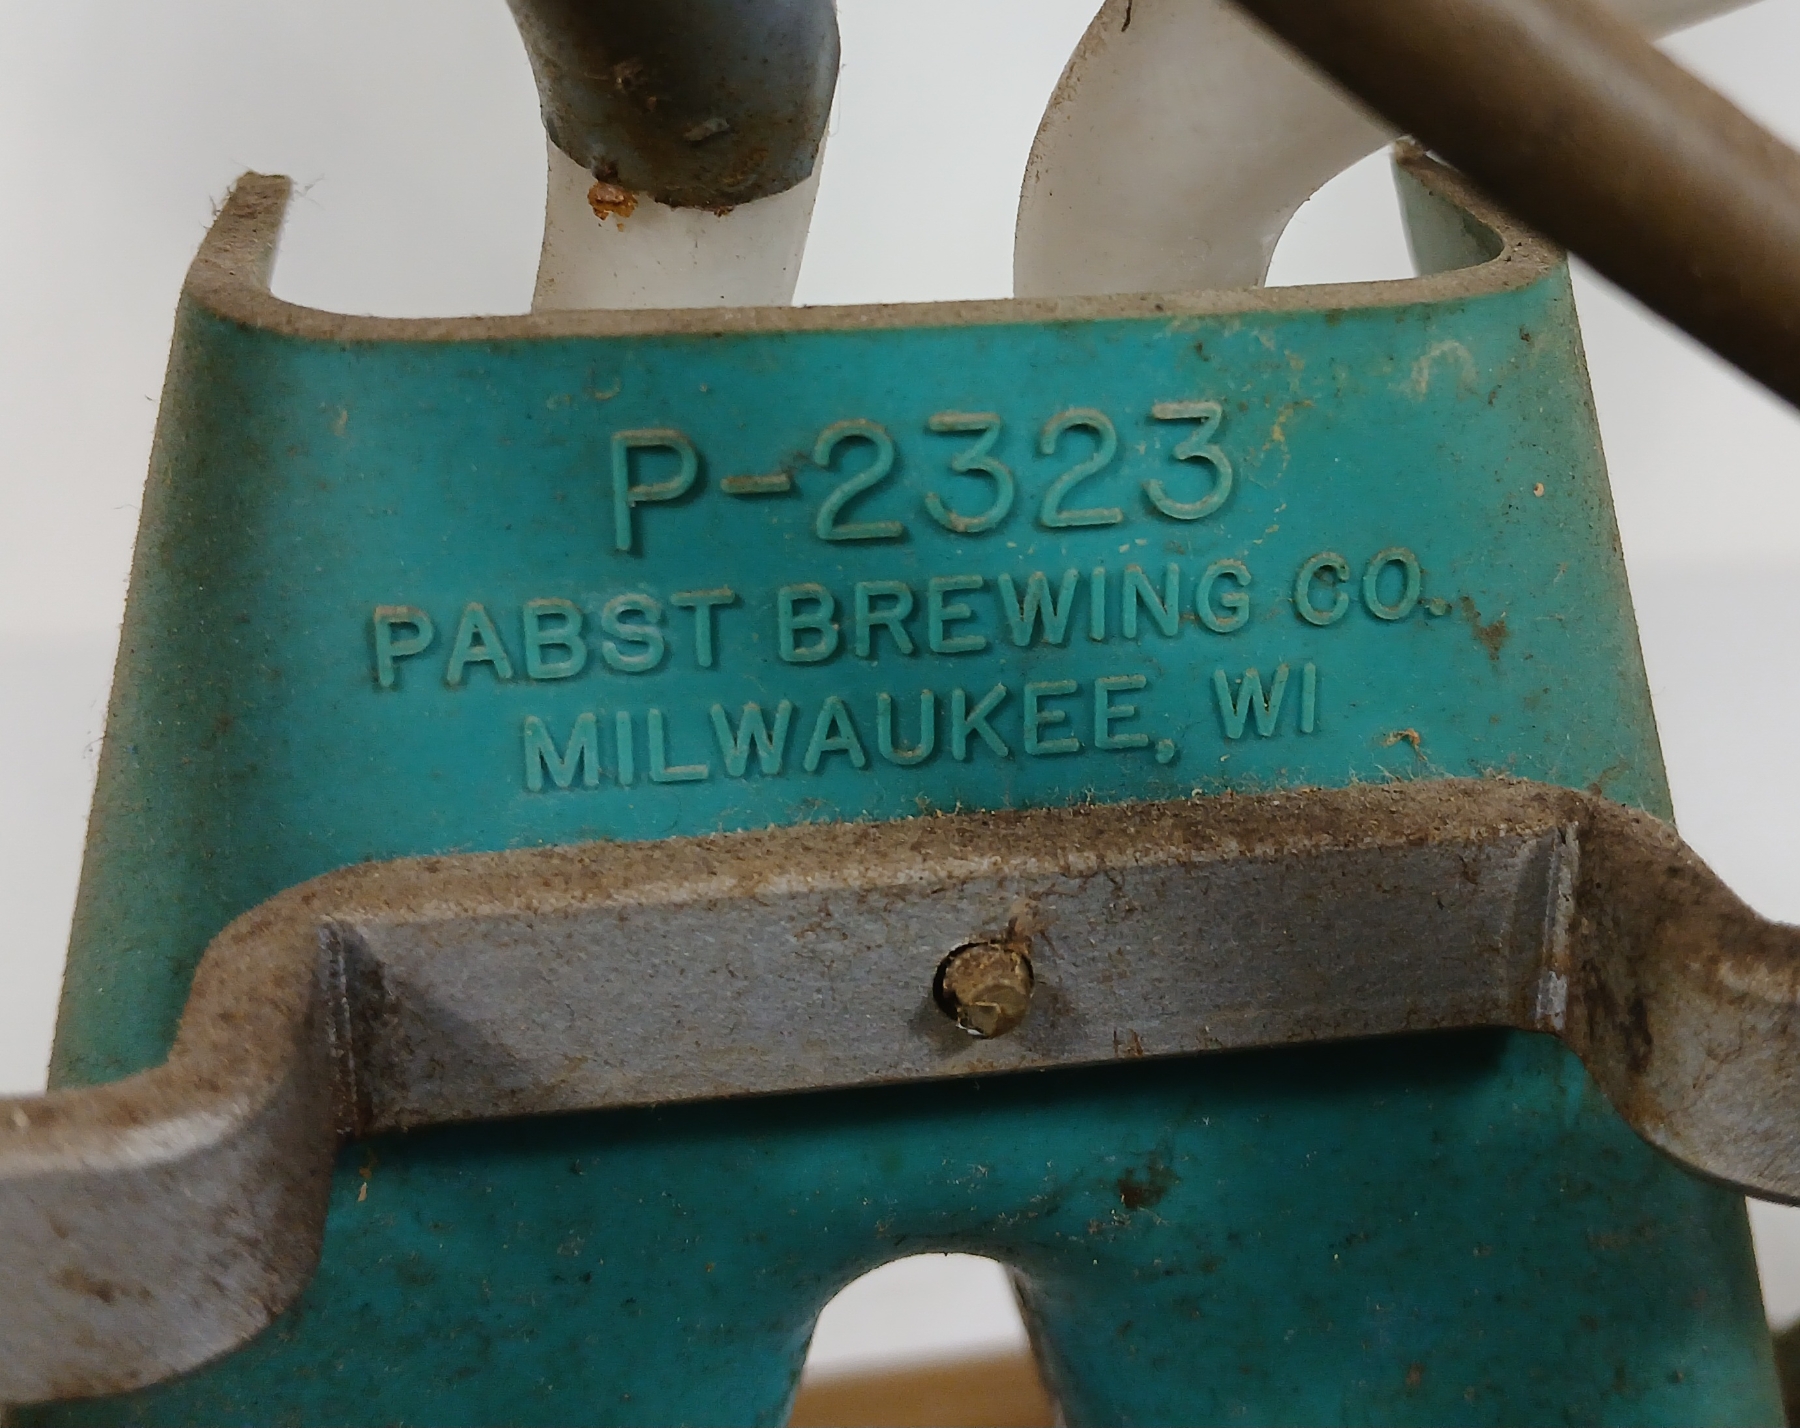 P-2323
PABST BREWING CO.
MILWAUKEE, WI